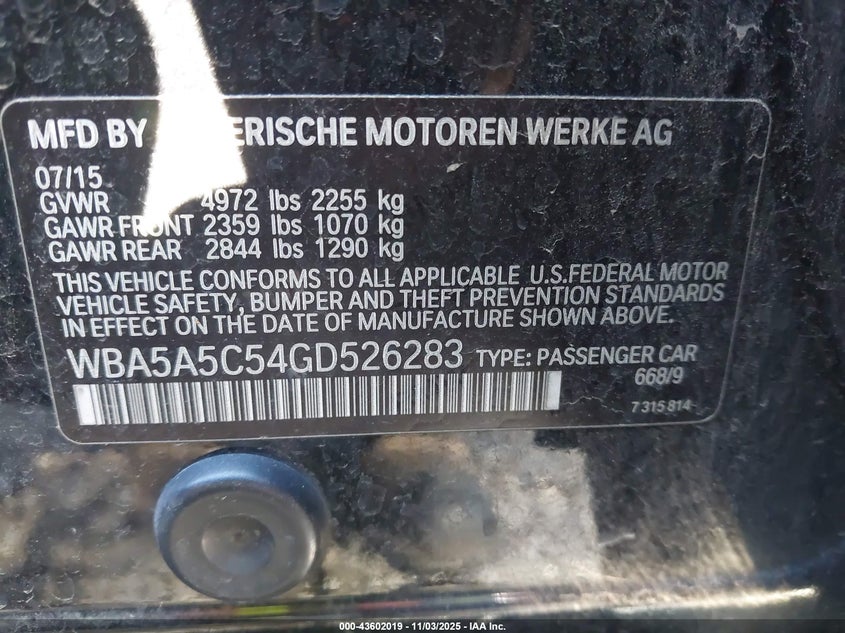 MFD BY ERISCHE MOTOREN WERKE AG
07/15
GVWR 4972 lbs 2255 kg
GAWR FRONT 2359 lbs 1070 kg
GAWR REAR 2844 lbs 1290 kg
THIS VEHICLE CONFORMS TO ALL APPLICABLE U.S.FEDERAL MOTOR
VEHICLE SAFETY, BUMPER AND THEFT PREVENTION STANDARDS
IN EFFECT ON THE DATE OF MANUFACTURE SHOWN ABOVE.
WBA5A5C54GD526283 TYPE: PASSENGER CAR
668/9
7 315 814
000-43602019 - 11/03/2025 - IAA Inc.